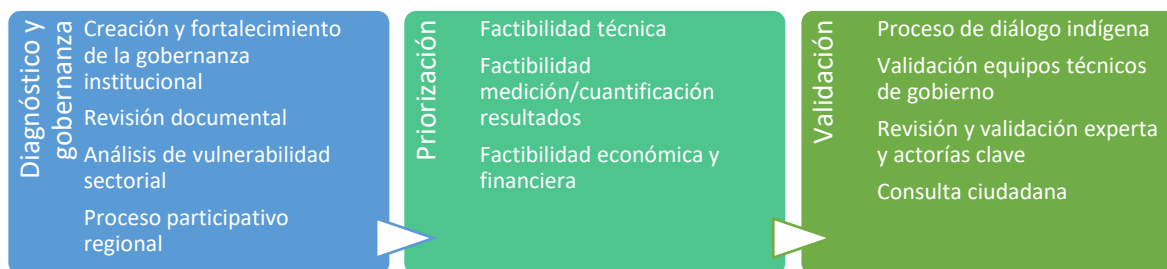 Diagnóstico y
gobernanza
Creación y fortalecimiento
de la gobernanza
institucional
Revisión documental
Análisis de vulnerabilidad
sectorial
Proceso participativo
regional
Priorización
Factibilidad técnica
Factibilidad
medición/cuantificación
resultados
Factibilidad económica y
financiera
Validación
Proceso de diálogo indígena
Validación equipos técnicos
de gobierno
Revisión y validación experta
y actorías clave
Consulta ciudadana